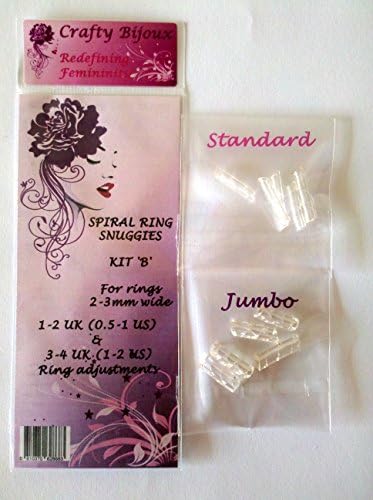 Crafty Bijoux
Redefining
Femininity
SPIRAL RING
SNUGGIES
KIT 'B'
For rings
2-3mm wide
1-2 UK (0.5-1 US)
&
3-4 UK (1-2 US)
Ring adjustments
Standard
Jumbo